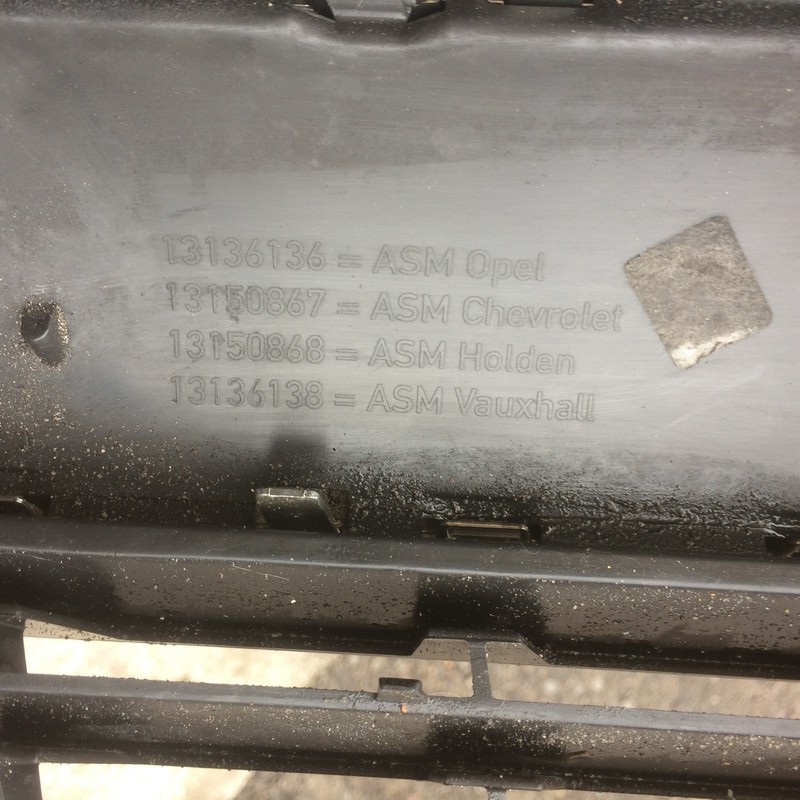 13136136 = ASM Opel
13150867 = ASM Chevrolet
13150868 = ASM Holden
13136138 = ASM Vauxhall